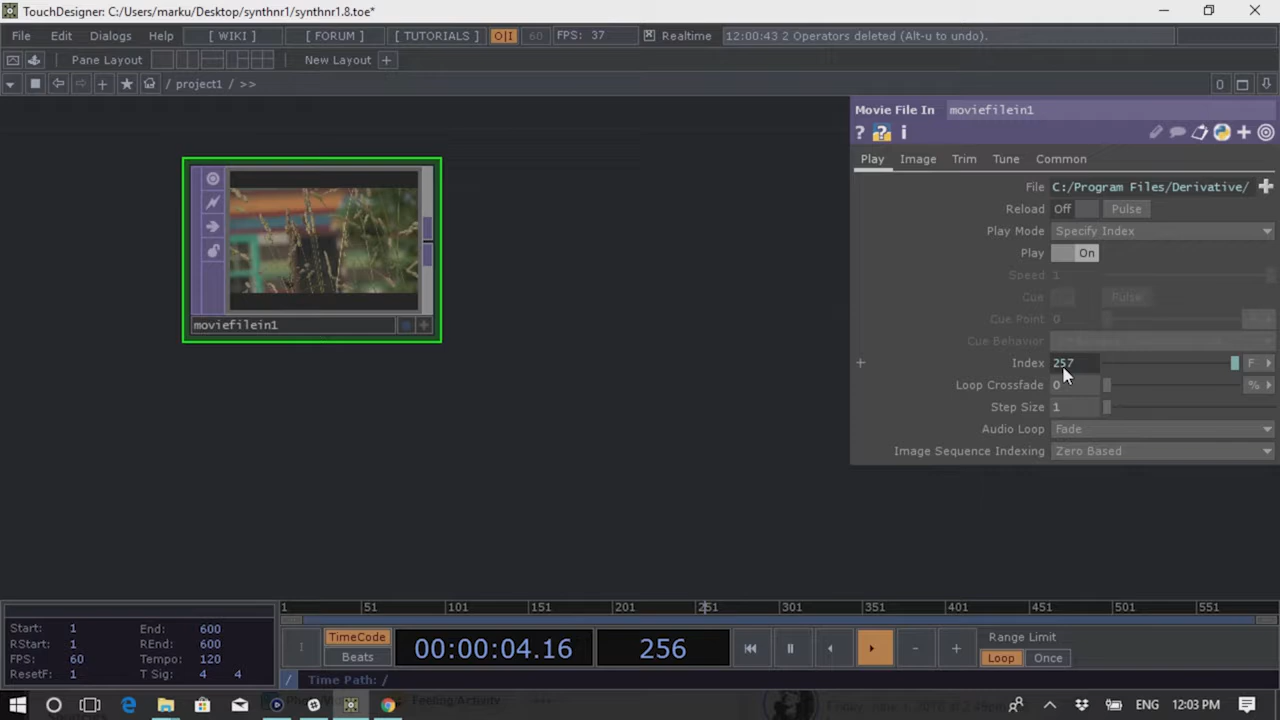 TouchDesigner: C:/Users/marku/Desktop/synthnr1/synthnr1.8.toe*
File Edit Dialogs Help [ WIKI ] [ FORUM ] [ TUTORIALS ] O|I 60 FPS: 37 Realtime 12:00:43 2 Operators deleted (Alt-u to undo).
Pane Layout New Layout +
/ project1 / >> 0
Movie File In moviefilein1
? ? i
Play Image Trim Tune Common
File C:/Program Files/Derivative/
Reload Off Pulse
Play Mode Specify Index
Play On
Speed 1
Cue Pulse
Cue Point 0
Cue Behavior
Index 257 F
Loop Crossfade 0 %
Step Size 1
Audio Loop Fade
Image Sequence Indexing Zero Based
moviefilein1
1 51 101 151 201 251 301 351 401 451 501 551
Start: 1 End: 600
RStart: 1 REnd: 600
FPS: 60 Tempo: 120
ResetF: 1 T Sig: 4 4
TimeCode
Beats
00:00:04.16 256
Range Limit
Loop Once
/ Time Path: /
Feeling/Activity
ENG 12:03 PM